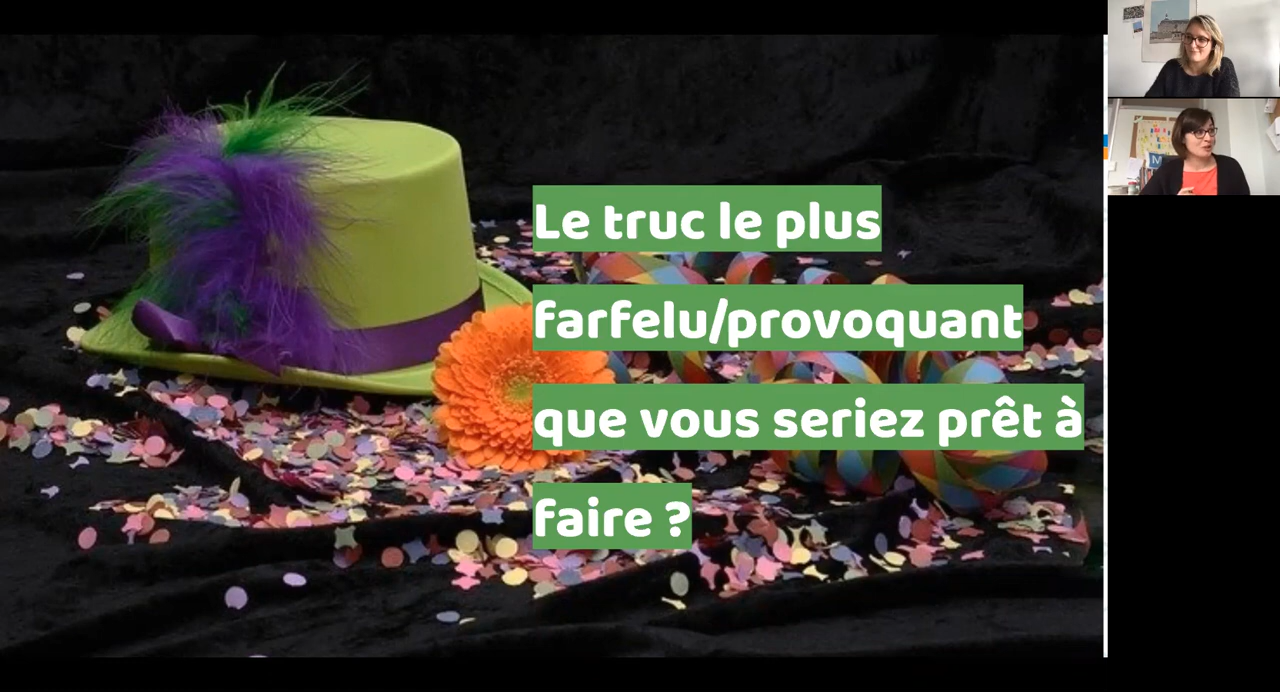 Le truc le plus
farfelu/provoquant
que vous seriez prêt à
faire ?